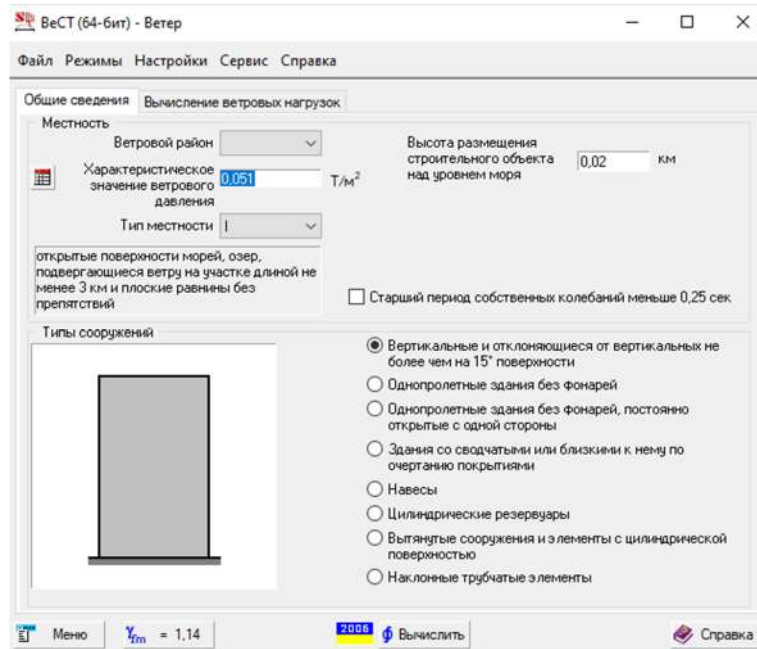 ВеСТ (64-бит) - Ветер
Файл Режимы Настройки Сервис Справка
Общие сведения
Вычисление ветровых нагрузок
Местность
Ветровой район
Характеристическое
значение ветрового
давления
0,051
Т/м²
Тип местности
I
открытые поверхности морей, озер,
подвергающиеся ветру на участке длиной не
менее 3 км и плоские равнины без
препятствий
Высота размещения
строительного объекта
над уровнем моря
0,02
км
Старший период собственных колебаний меньше 0,25 сек
Типы сооружений
Вертикальные и отклоняющиеся от вертикальных не
более чем на 15° поверхности
Однопролетные здания без фонарей
Однопролетные здания без фонарей, постоянно
открытые с одной стороны
Здания со сводчатыми или близкими к нему по
очертанию покрытиями
Навесы
Цилиндрические резервуары
Вытянутые сооружения и элементы с цилиндрической
поверхностью
Наклонные трубчатые элементы
Меню
γfm = 1,14
2006
Вычислить
Справка